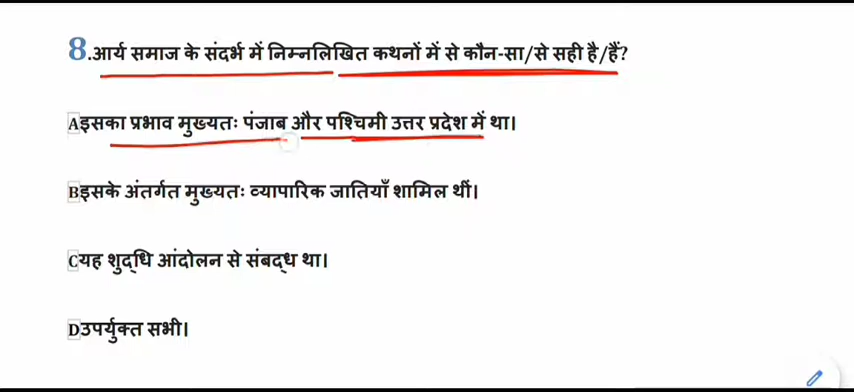 8.आर्य समाज के संदर्भ में निम्नलिखित कथनों में से कौन-सा/से सही है/हैं?
Aइसका प्रभाव मुख्यतः पंजाब और पश्चिमी उत्तर प्रदेश में था।
Bइसके अंतर्गत मुख्यतः व्यापारिक जातियाँ शामिल थीं।
Cयह शुद्धि आंदोलन से संबद्ध था।
Dउपर्युक्त सभी।